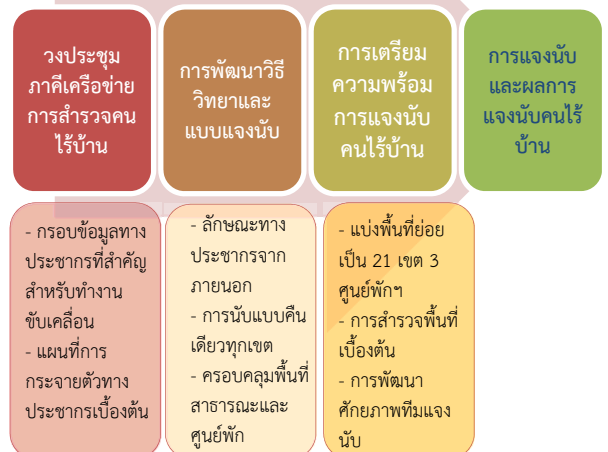 วงประชุม
ภาคีเครือข่าย
การสำรวจคน
ไร้บ้าน
การพัฒนาวิธี
วิทยาและ
แบบแจงนับ
การเตรียม
ความพร้อม
การแจงนับ
คนไร้บ้าน
การแจงนับ
และผลการ
แจงนับคนไร้
บ้าน
- กรอบข้อมูลทาง
ประชากรที่สำคัญ
สำหรับทำงาน
ขับเคลื่อน
- แผนที่การ
กระจายตัวทาง
ประชากรเบื้องต้น
- ลักษณะทาง
ประชากรจาก
ภายนอก
- การนับแบบคืน
เดียวทุกเขต
- ครอบคลุมพื้นที่
สาธารณะและ
ศูนย์พัก
- แบ่งพื้นที่ย่อย
เป็น 21 เขต 3
ศูนย์พักฯ
- การสำรวจพื้นที่
เบื้องต้น
- การพัฒนา
ศักยภาพทีมแจง
นับ